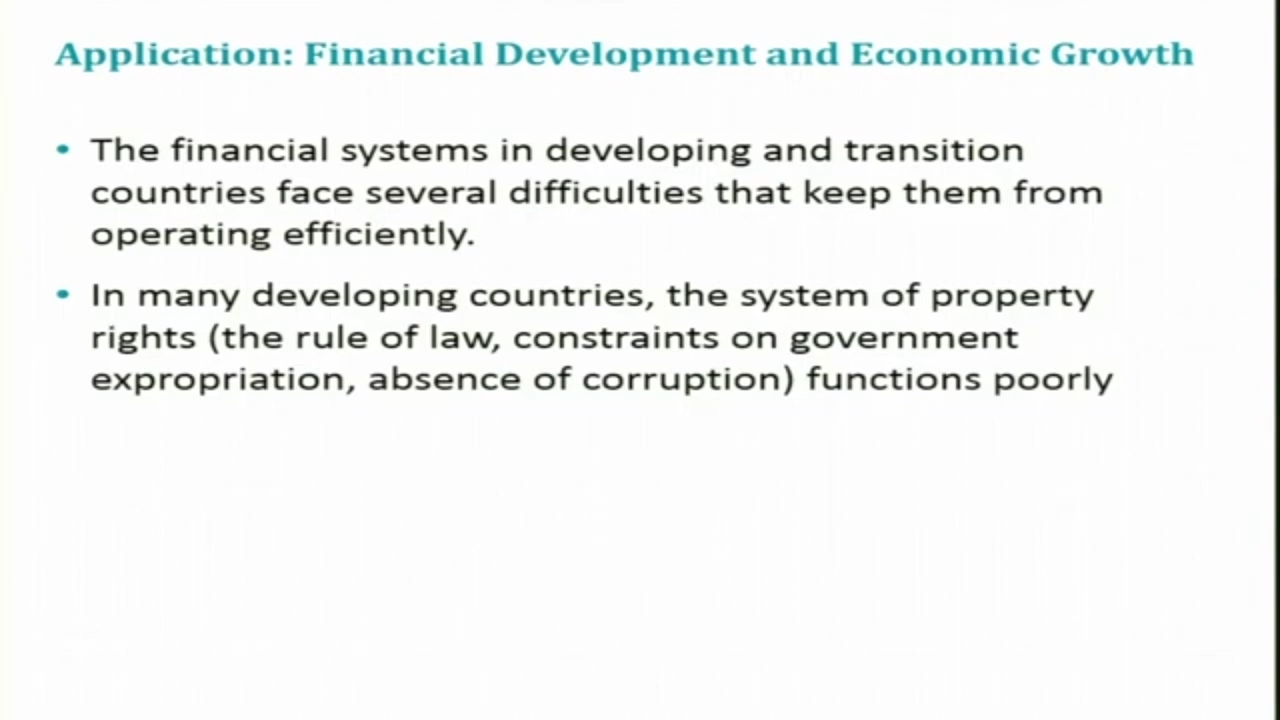 Application: Financial Development and Economic Growth
• The financial systems in developing and transition
countries face several difficulties that keep them from
operating efficiently.
• In many developing countries, the system of property
rights (the rule of law, constraints on government
expropriation, absence of corruption) functions poorly